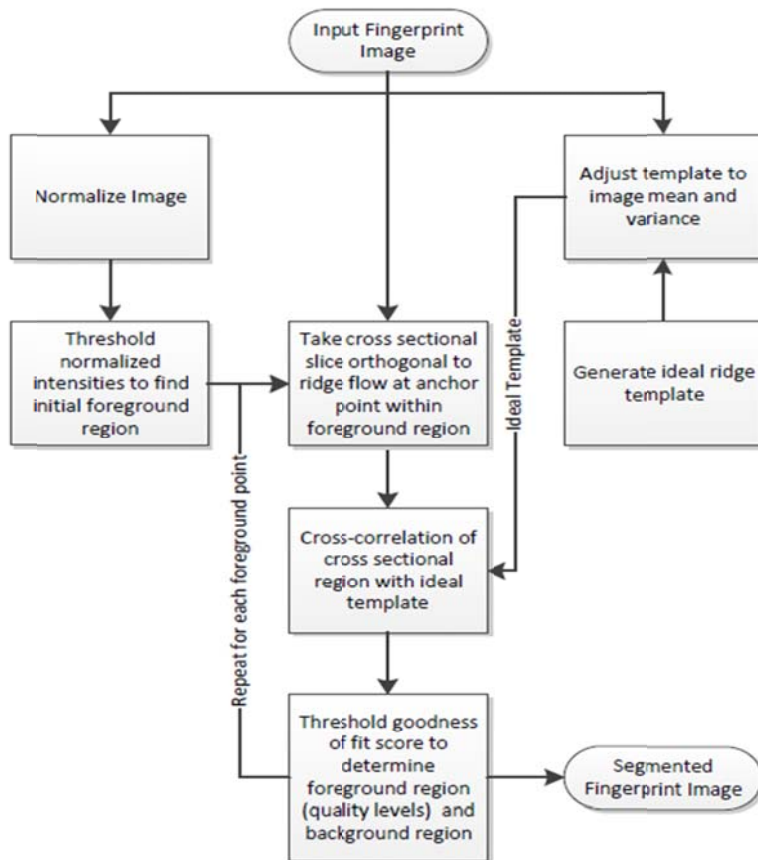 Input Fingerprint
Image
Normalize Image
Adjust template to
image mean and
variance
Threshold
normalized
intensities to find
initial foreground
region
Take cross sectional
slice orthogonal to
ridge flow at anchor
point within
foreground region
Ideal Template
Generate ideal ridge
template
Repeat for each foreground point
Cross-correlation of
cross sectional
region with ideal
template
Threshold goodness
of fit score to
determine
foreground region
(quality levels) and
background region
Segmented
Fingerprint Image